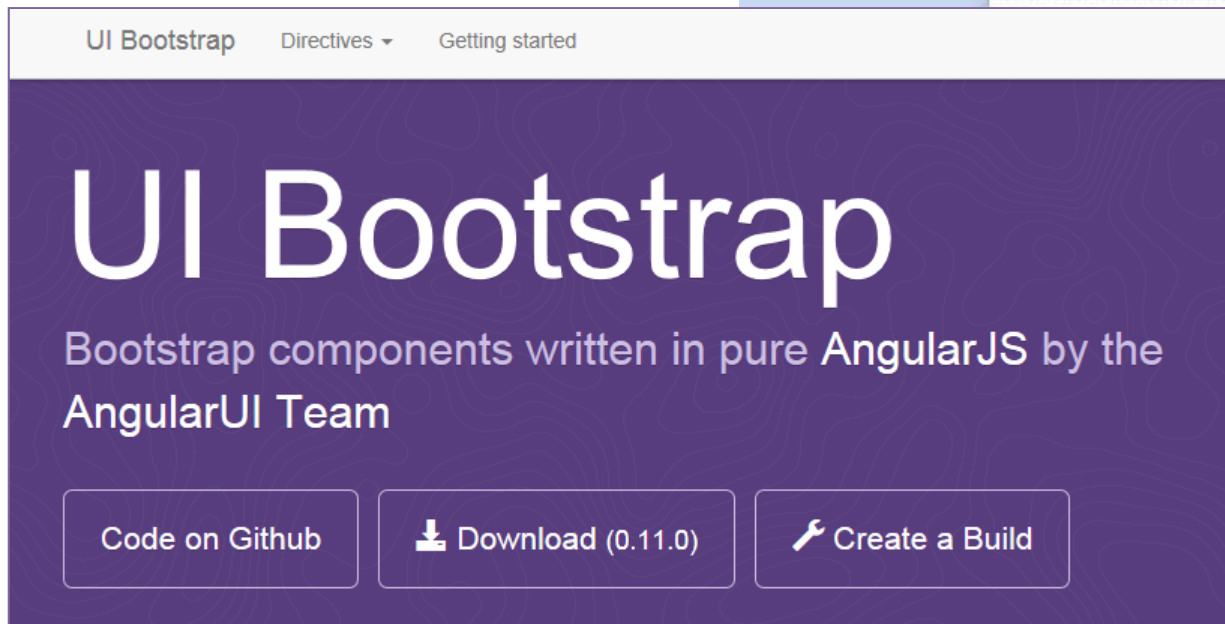 UI Bootstrap Directives Getting started
UI Bootstrap
Bootstrap components written in pure AngularJS by the
AngularUI Team
Code on Github Download (0.11.0) Create a Build